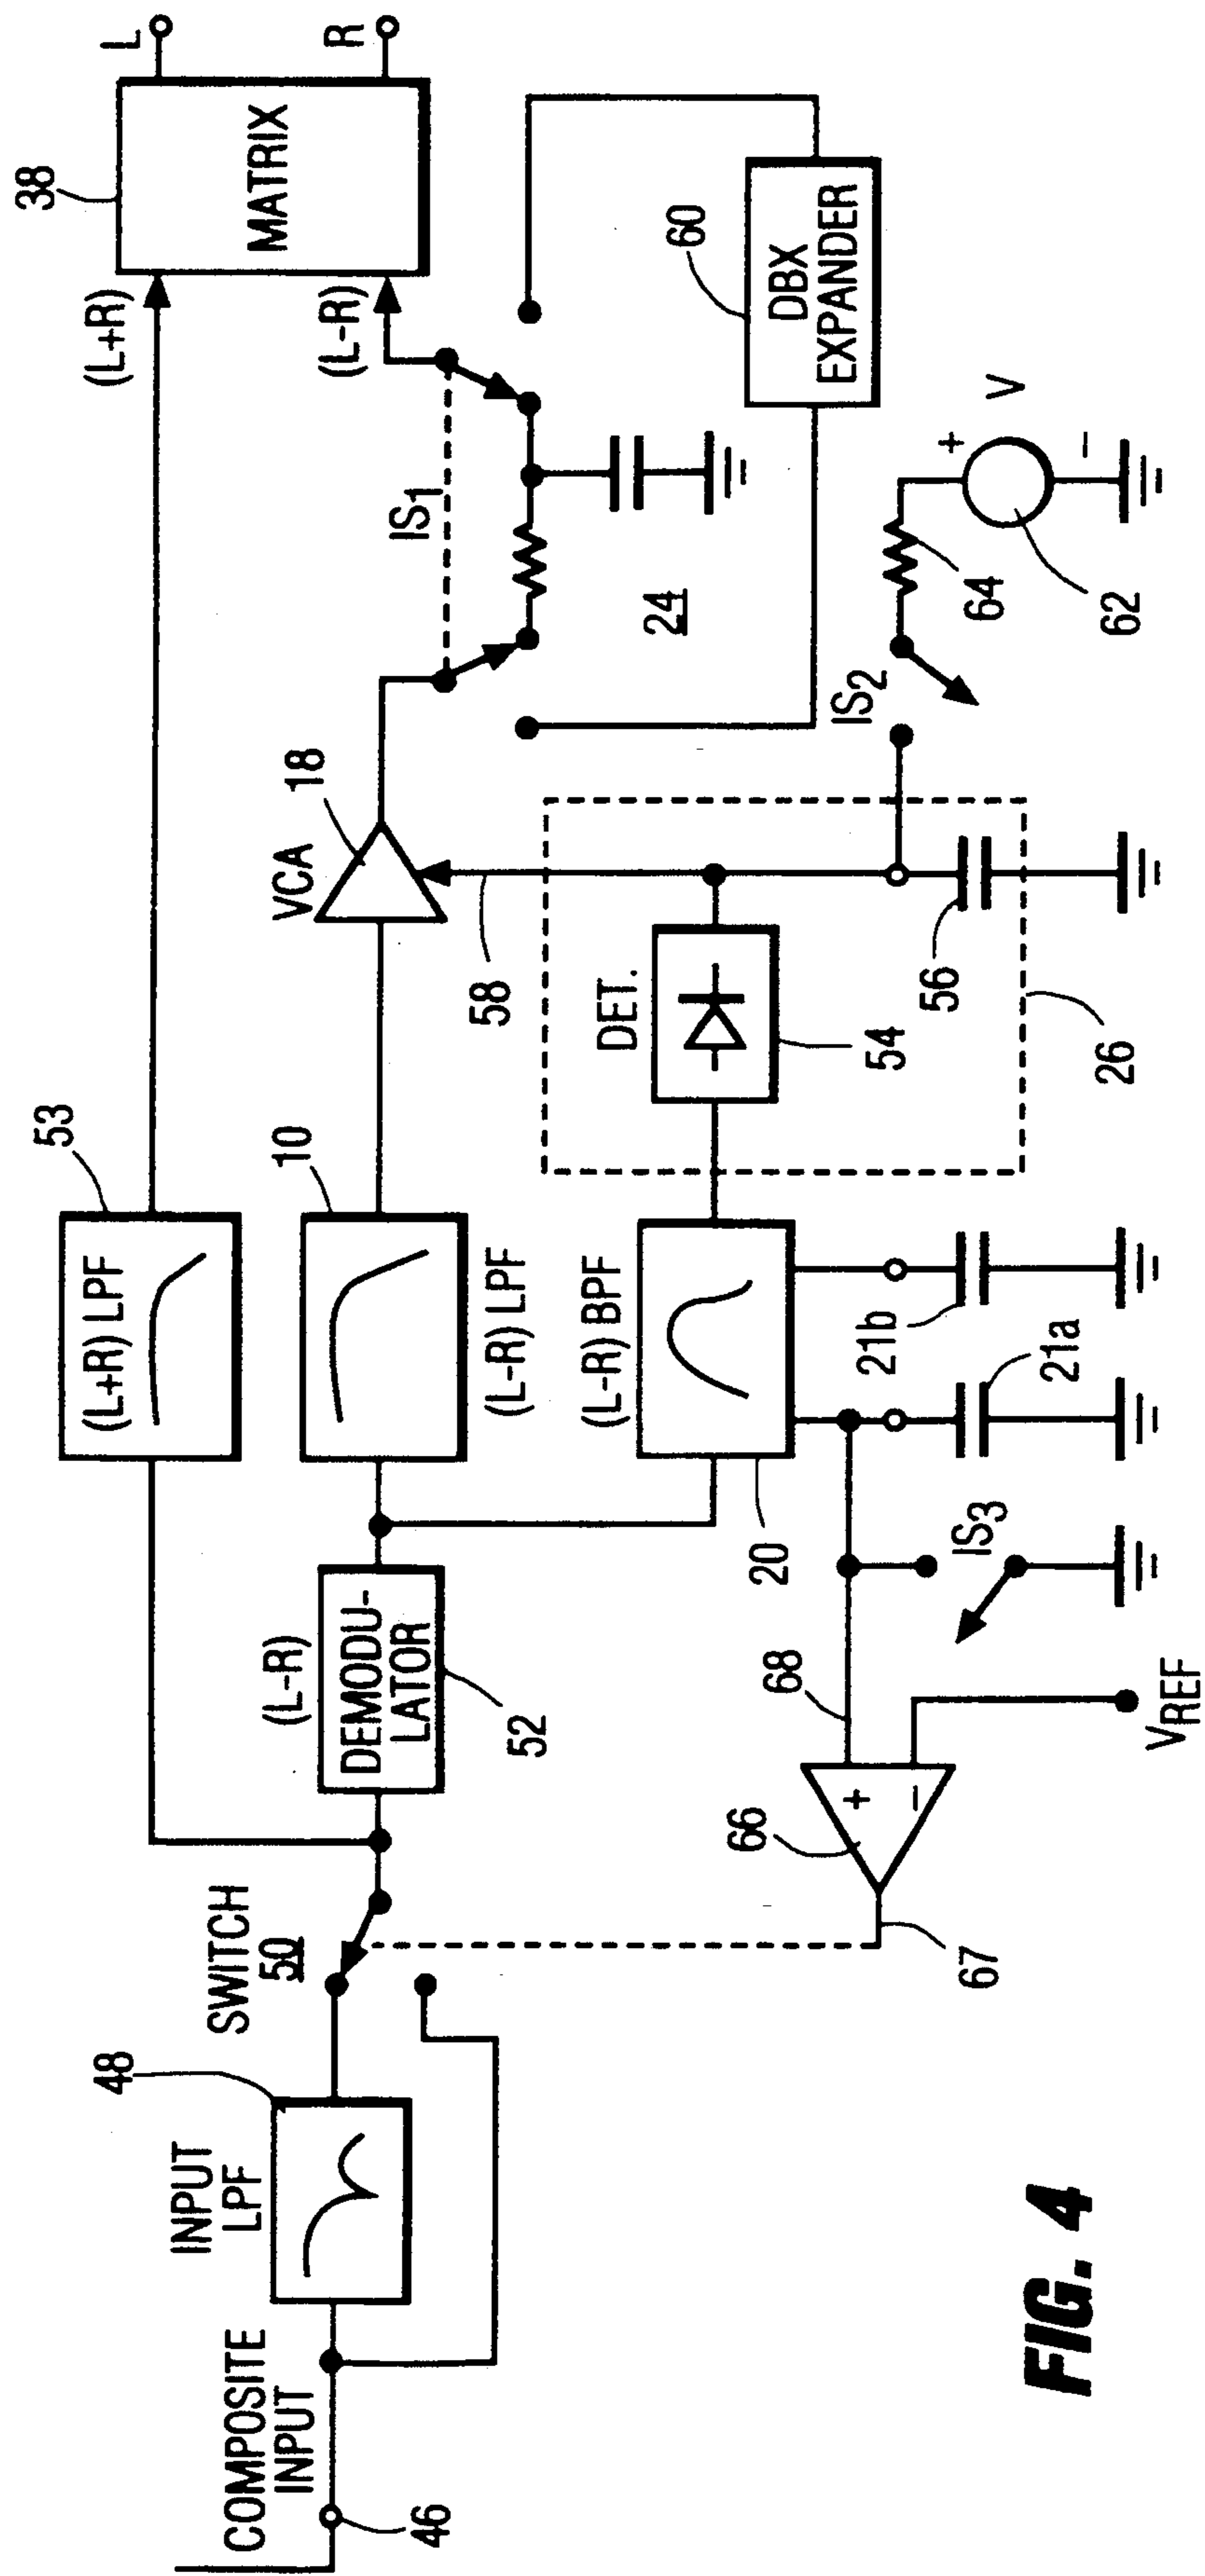 COMPOSITE
INPUT
46
INPUT
LPF
48
SWITCH
50
(L-R)
DEMODU-
LATOR
52
53
(L+R) LPF
10
(L-R) LPF
(L-R) BPF
20
21b
21a
IS3
68
66
+
−
67
VREF
VCA
18
58
DET.
54
56
26
IS1
24
IS2
64
62
+
−
V
60
DBX
EXPANDER
(L+R)
(L-R)
38
MATRIX
L
R
FIG. 4